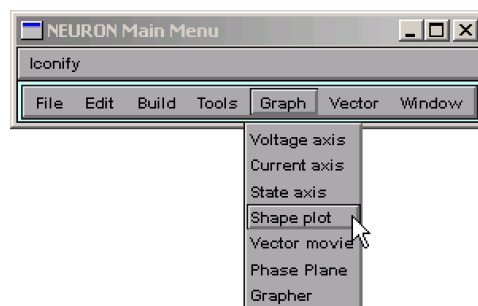 NEURON Main Menu
Iconify
File Edit Build Tools Graph Vector Window
Voltage axis
Current axis
State axis
Shape plot
Vector movie
Phase Plane
Grapher